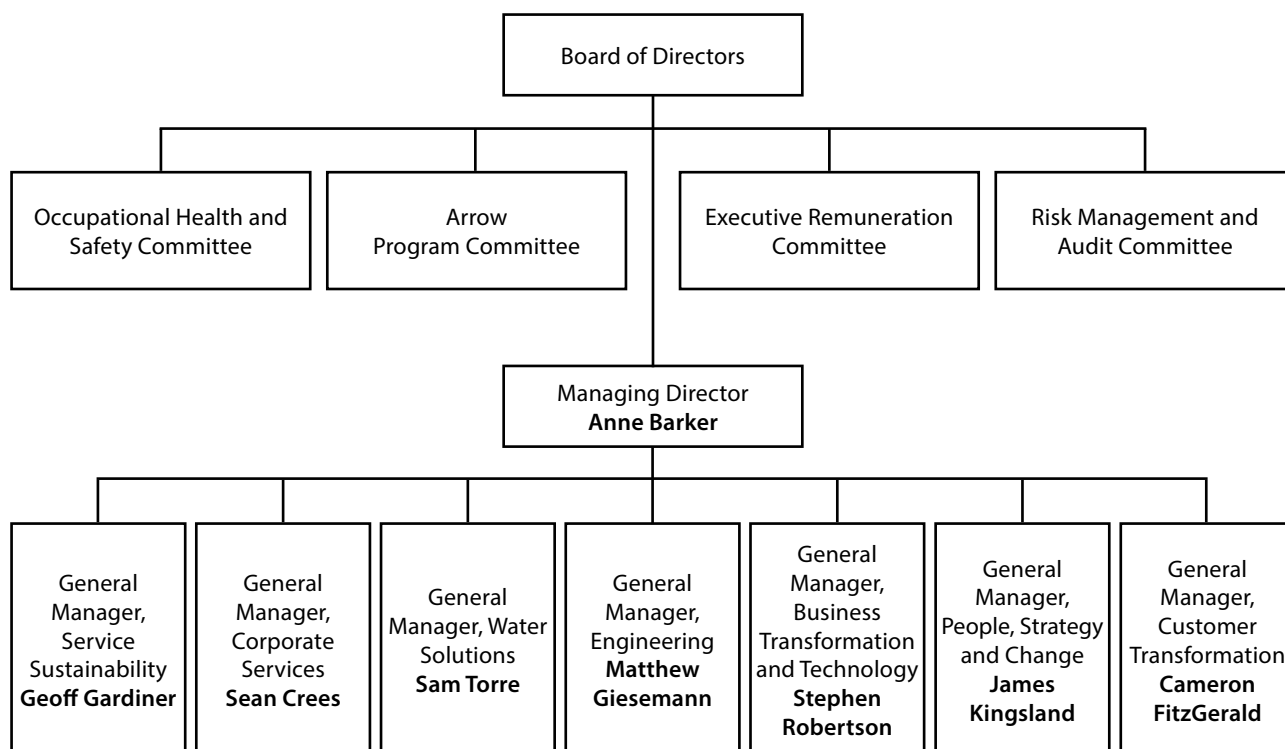 Board of Directors
Occupational Health and
Safety Committee
Arrow
Program Committee
Executive Remuneration
Committee
Risk Management and
Audit Committee
Managing Director
Anne Barker
General
Manager,
Service
Sustainability
Geoff Gardiner
General
Manager,
Corporate
Services
Sean Crees
General
Manager, Water
Solutions
Sam Torre
General
Manager,
Engineering
Matthew
Giesemann
General
Manager,
Business
Transformation
and Technology
Stephen
Robertson
General
Manager,
People, Strategy
and Change
James
Kingsland
General
Manager,
Customer
Transformation
Cameron
FitzGerald